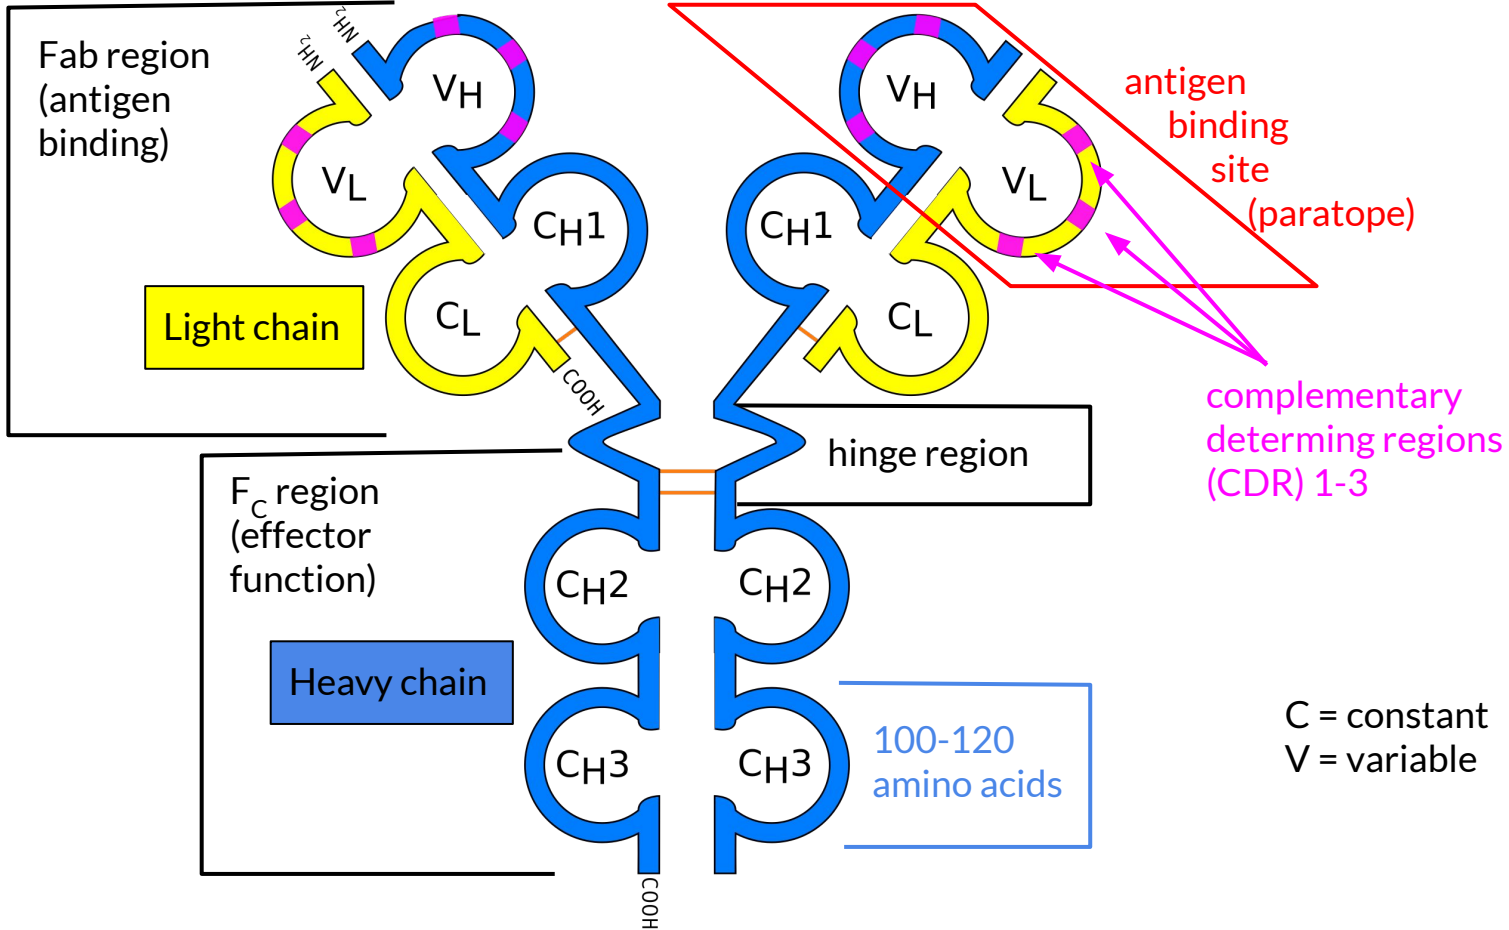 NH2
NH2
Fab region
(antigen
binding)
VH
VL
CH1
CL
COOH
Light chain
VH
VL
CH1
CL
antigen
binding
site
(paratope)
complementary
determing regions
(CDR) 1-3
hinge region
FC region
(effector
function)
CH2
CH2
Heavy chain
CH3
CH3
100-120
amino acids
COOH
C = constant
V = variable